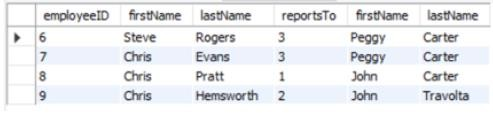 employeeID firstName lastName reportsTo firstName lastName
6 Steve Rogers 3 Peggy Carter
7 Chris Evans 3 Peggy Carter
8 Chris Pratt 1 John Carter
9 Chris Hemsworth 2 John Travolta